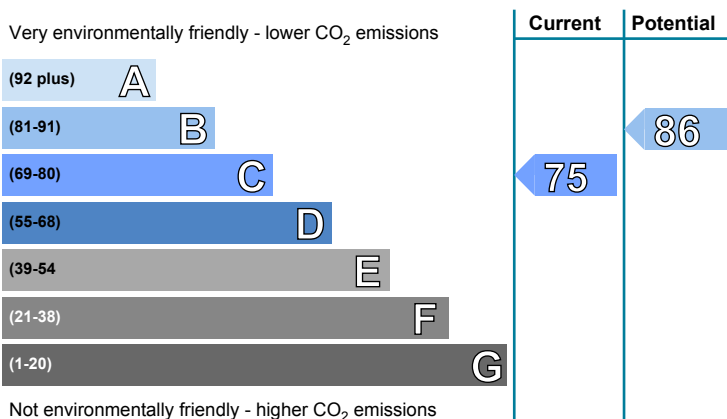 Current Potential
Very environmentally friendly - lower CO2 emissions
(92 plus) A
(81-91) B 86
(69-80) C 75
(55-68) D
(39-54 E
(21-38) F
(1-20) G
Not environmentally friendly - higher CO2 emissions